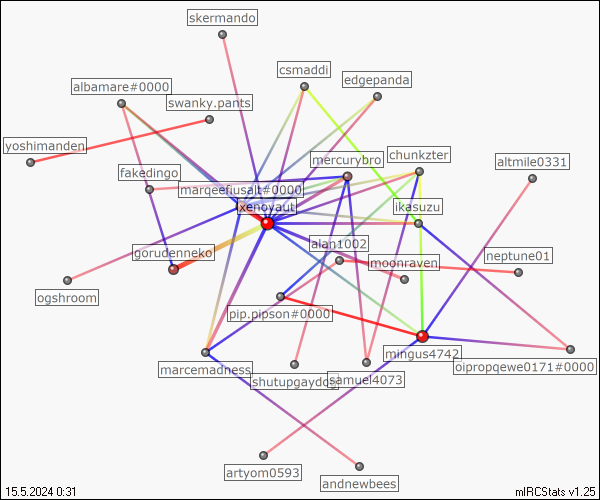 skermando
csmaddi
edgepanda
albamare#0000
swanky.pants
yoshimanden
mercurybro
chunkzter
altmile0331
fakedingo
marqeefiusajt#0000
xenoyaut
ikasuzu
alan1002
gorudenneko
moonraven
neptune01
ogshroom
pip.pipson#0000
mingus4742
marcemadness
shutupgaydog
samuel4073
oipropqewe0171#0000
artyom0593
andnewbees
15.5.2024 0:31
mIRCStats v1.25